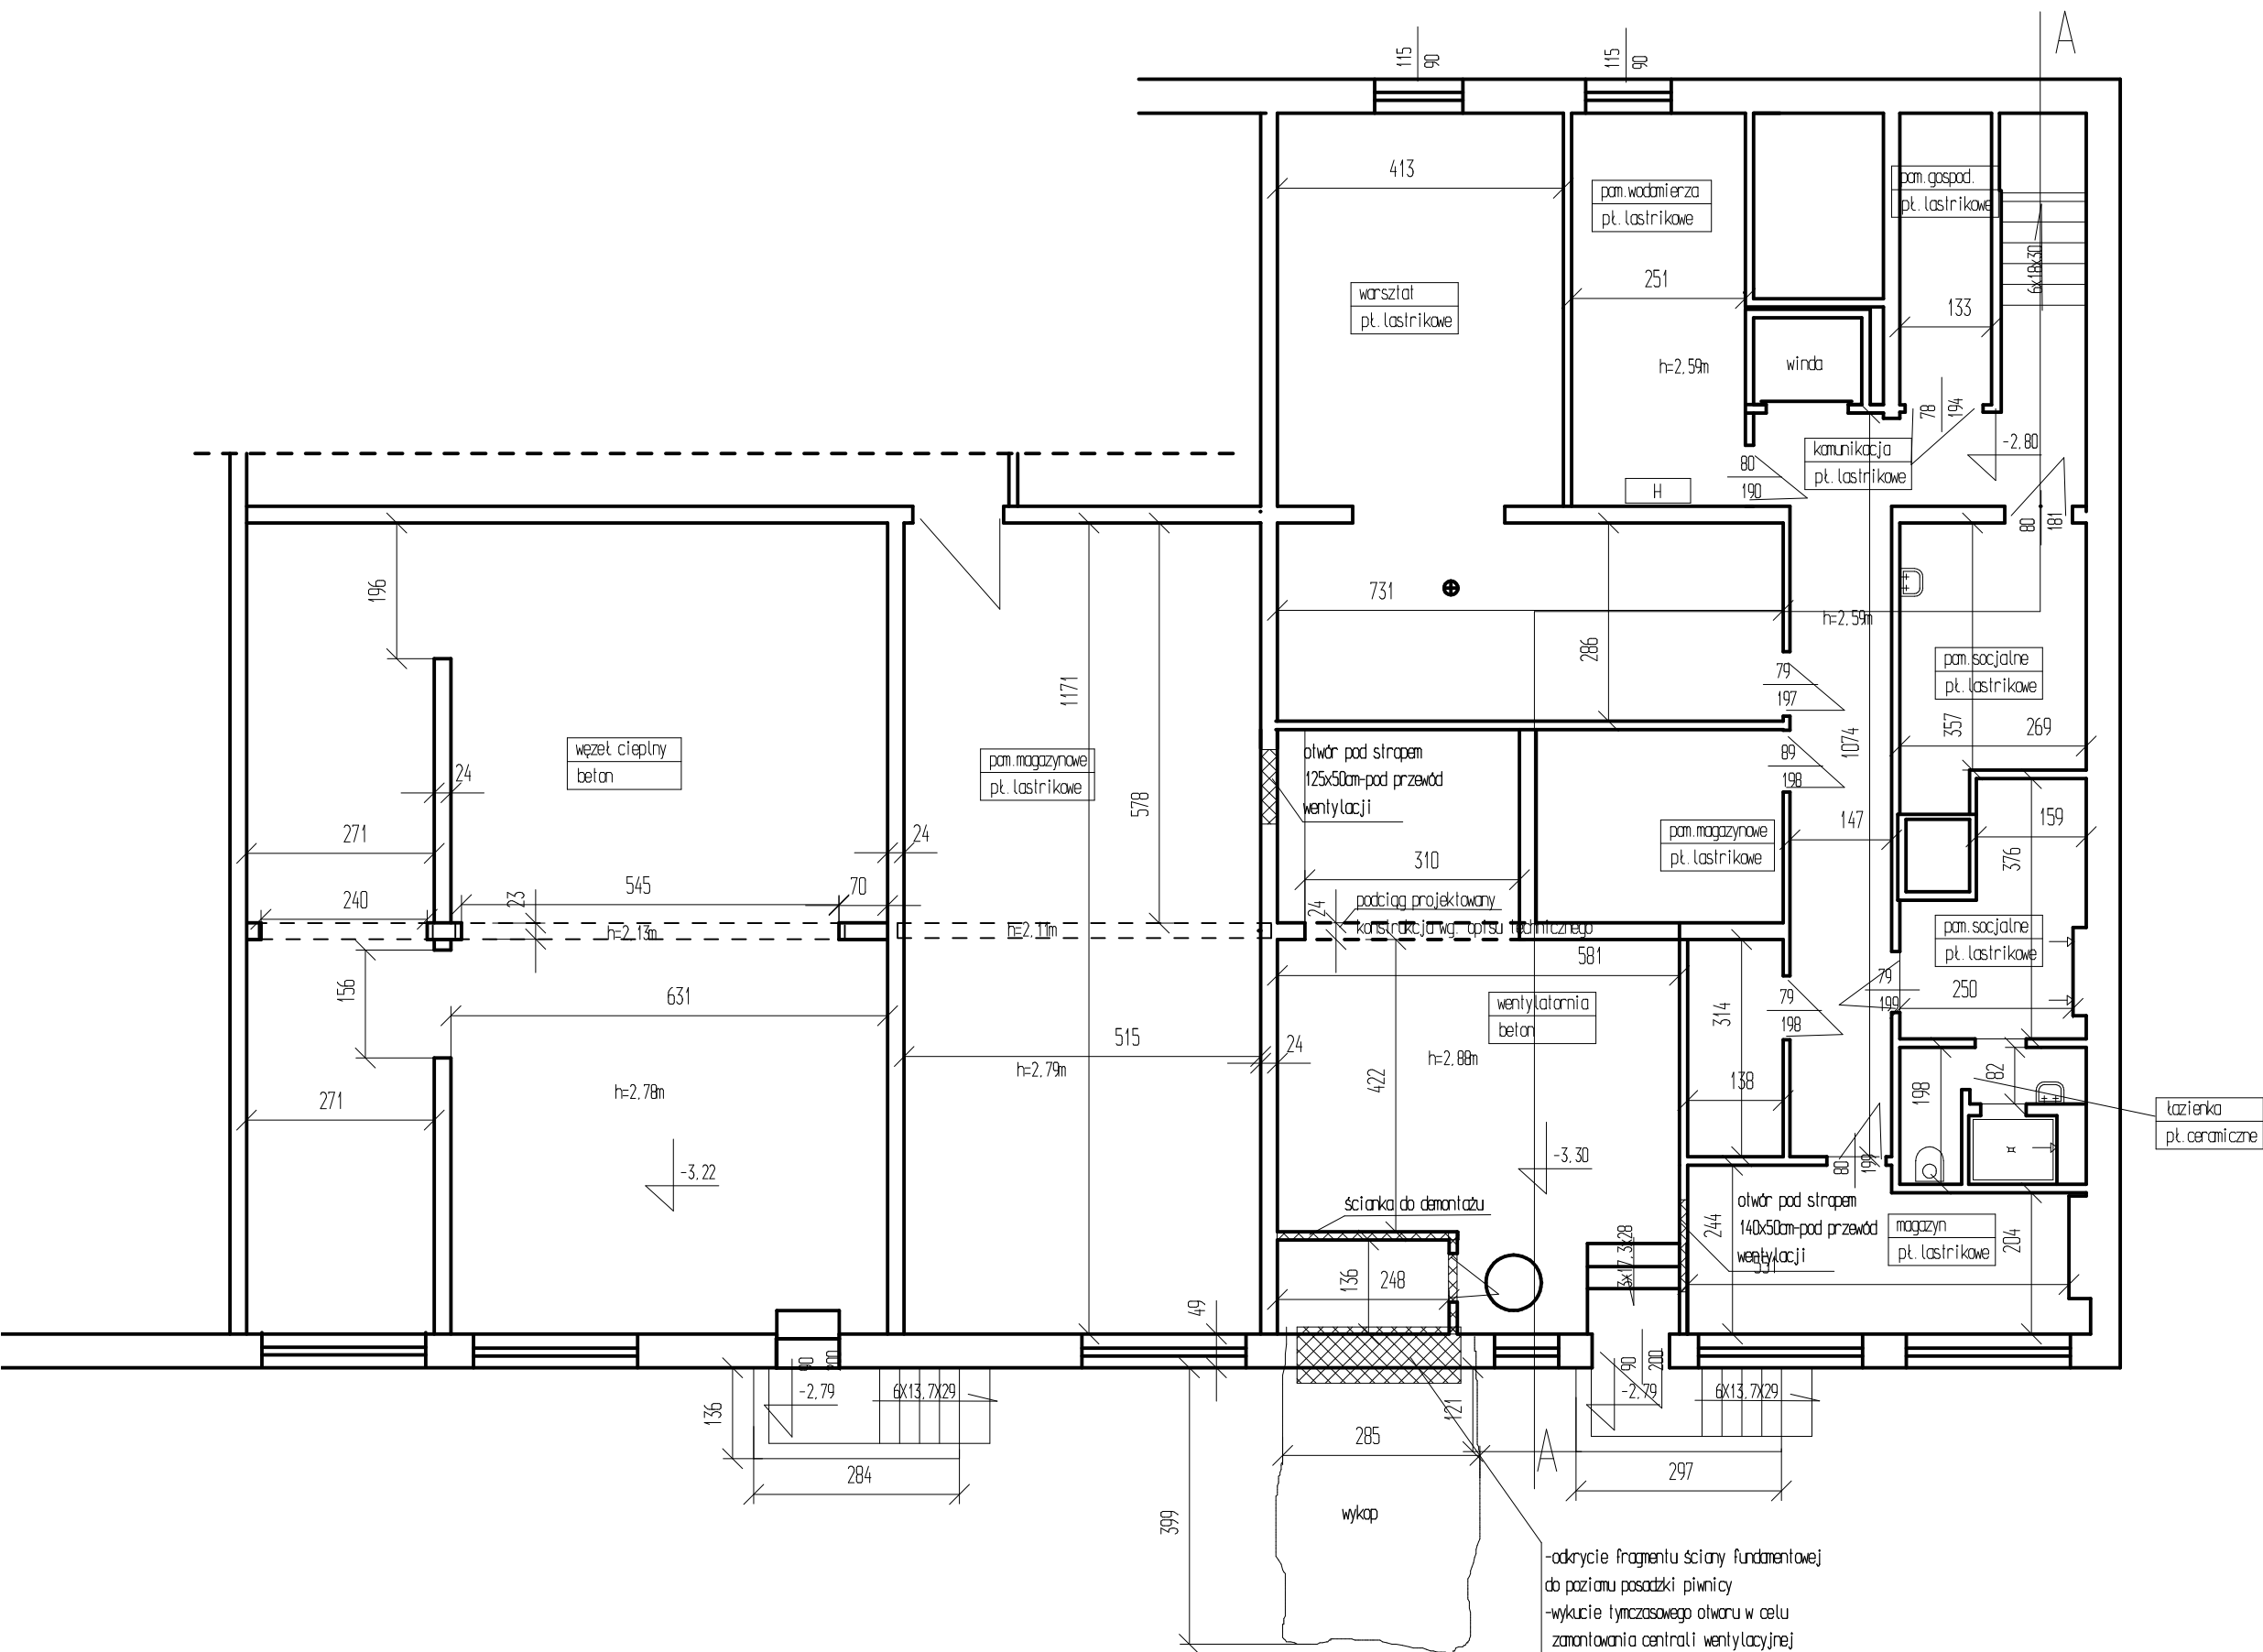 A
115
90
115
90
413
pom.wodomierza
pł. lastrikowe
pom.gospod.
pł. lastrikowe
6x18x30
251
warsztat
pł. lastrikowe
133
winda
h=2,59m
78
194
komunikacja
pł. lastrikowe
-2,80
80
190
H
80
181
196
731
h=2,59m
286
pom.socjalne
pł. lastrikowe
79
197
1171
357
269
1074
węzeł cieplny
beton
24
pom.magazynowe
pł. lastrikowe
578
otwór pod stropem
125x50cm-pod przewód
wentylacji
89
198
271
24
pom.magazynowe
pł. lastrikowe
147
159
376
310
240
23
545
70
24
podciąg projektowany
konstrukcja wg. opisu technicznego
h=2,13m
h=2,11m
pom.socjalne
pł. lastrikowe
581
156
631
wentylatornia
beton
79
198
79
199
250
314
515
24
h=2,79m
h=2,88m
422
271
h=2,78m
138
198
82
łazienka
pł. ceramiczne
-3,22
-3,30
80
199
ścianka do demontażu
otwór pod stropem
140x50cm-pod przewód
wentylacji
244
magazyn
pł. lastrikowe
204
551
136
248
3x17,3x28
49
90
200
-2,79
6X13,7X29
136
284
121
285
A
90
200
-2,79
6X13,7X29
297
399
wykop
-odkrycie fragmentu ściany fundamentowej
do poziomu posadzki piwnicy
-wykucie tymczasowego otworu w celu
zamontowania centrali wentylacyjnej